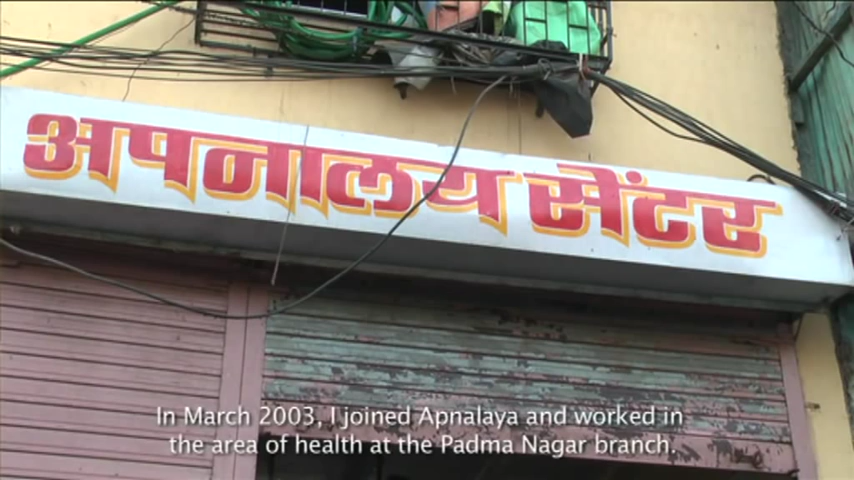 अपनालय सेंटर
In March 2003, I joined Apnalaya and worked in
the area of health at the Padma Nagar branch.